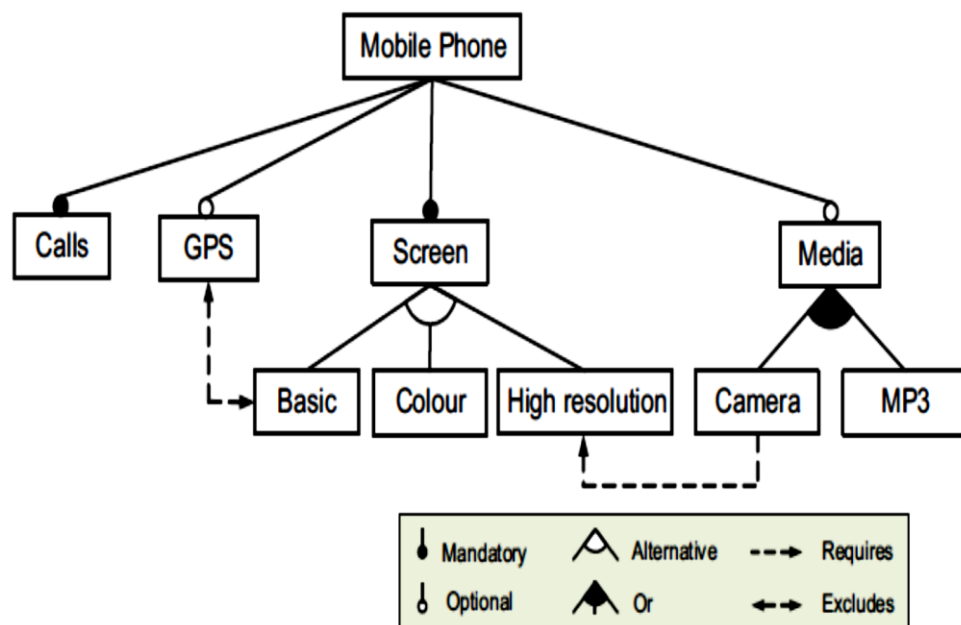 Mobile Phone
Calls
GPS
Screen
Media
Basic
Colour
High resolution
Camera
MP3
Mandatory
Alternative
Requires
Optional
Or
Excludes